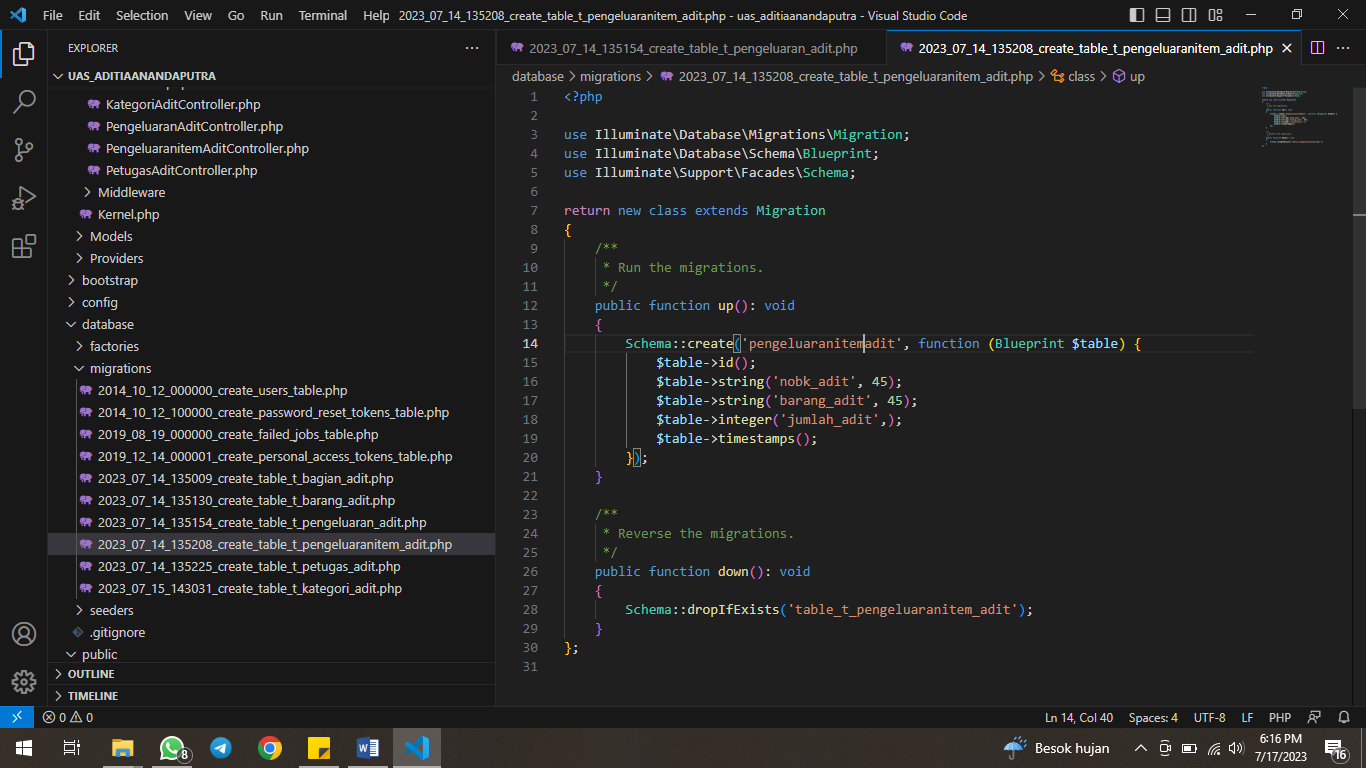 File Edit Selection View Go Run Terminal Help 2023_07_14_135208_create_table_t_pengeluaranitem_adit.php - uas_aditiaanandaputra - Visual Studio Code
EXPLORER
UAS_ADITIAANANDAPUTRA
KategoriAditController.php
PengeluaranAditController.php
PengeluaranitemAditController.php
PetugasAditController.php
Middleware
Kernel.php
Models
Providers
bootstrap
config
database
factories
migrations
2014_10_12_000000_create_users_table.php
2014_10_12_100000_create_password_reset_tokens_table.php
2019_08_19_000000_create_failed_jobs_table.php
2019_12_14_000001_create_personal_access_tokens_table.php
2023_07_14_135009_create_table_t_bagian_adit.php
2023_07_14_135130_create_table_t_barang_adit.php
2023_07_14_135154_create_table_t_pengeluaran_adit.php
2023_07_14_135208_create_table_t_pengeluaranitem_adit.php
2023_07_14_135225_create_table_t_petugas_adit.php
2023_07_15_143031_create_table_t_kategori_adit.php
seeders
.gitignore
public
OUTLINE
TIMELINE
2023_07_14_135154_create_table_t_pengeluaran_adit.php 2023_07_14_135208_create_table_t_pengeluaranitem_adit.php
database > migrations > 2023_07_14_135208_create_table_t_pengeluaranitem_adit.php > class > up
1 <?php
2
3 use Illuminate\Database\Migrations\Migration;
4 use Illuminate\Database\Schema\Blueprint;
5 use Illuminate\Support\Facades\Schema;
6
7 return new class extends Migration
8 {
9 /**
10 * Run the migrations.
11 */
12 public function up(): void
13 {
14 Schema::create('pengeluaranitemadit', function (Blueprint $table) {
15 $table->id();
16 $table->string('nobk_adit', 45);
17 $table->string('barang_adit', 45);
18 $table->integer('jumlah_adit',);
19 $table->timestamps();
20 });
21 }
22
23 /**
24 * Reverse the migrations.
25 */
26 public function down(): void
27 {
28 Schema::dropIfExists('table_t_pengeluaranitem_adit');
29 }
30 };
31
0 0 Ln 14, Col 40 Spaces: 4 UTF-8 LF PHP
8 Besok hujan 6:16 PM
7/17/2023 16